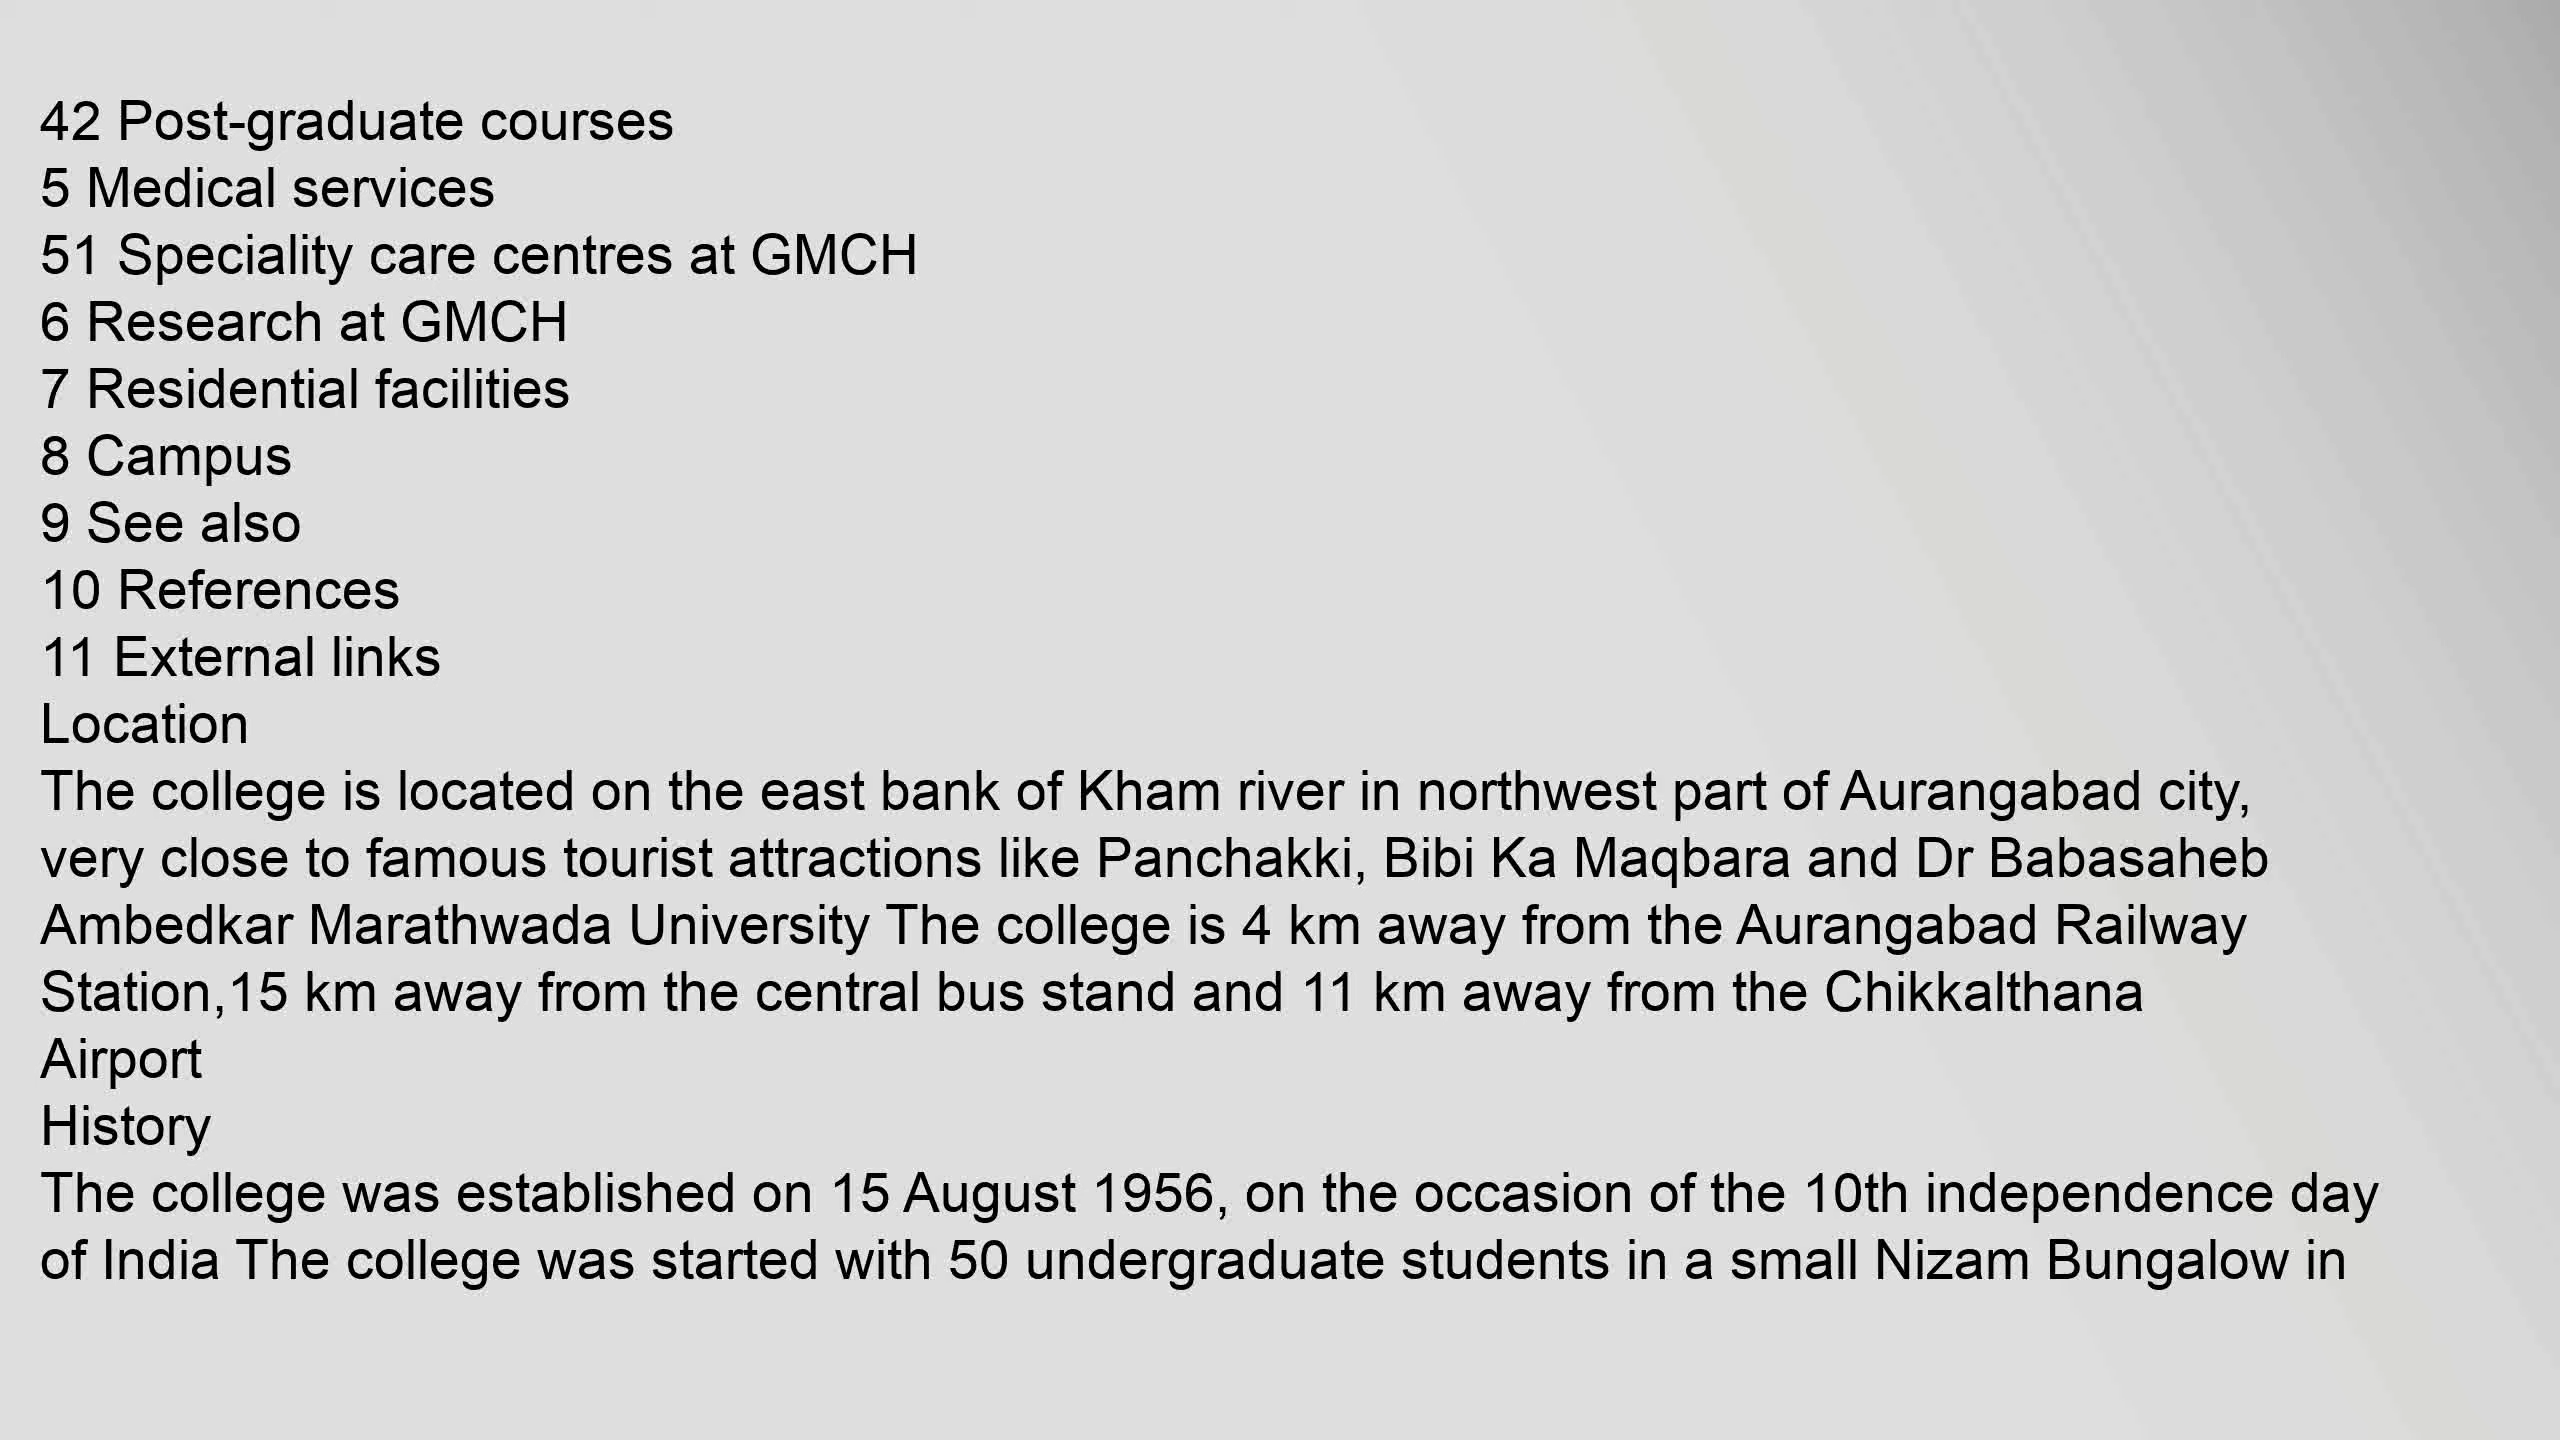 42 Post-graduate courses
5 Medical services
51 Speciality care centres at GMCH
6 Research at GMCH
7 Residential facilities
8 Campus
9 See also
10 References
11 External links
Location
The college is located on the east bank of Kham river in northwest part of Aurangabad city,
very close to famous tourist attractions like Panchakki, Bibi Ka Maqbara and Dr Babasaheb
Ambedkar Marathwada University The college is 4 km away from the Aurangabad Railway
Station,15 km away from the central bus stand and 11 km away from the Chikkalthana
Airport
History
The college was established on 15 August 1956, on the occasion of the 10th independence day
of India The college was started with 50 undergraduate students in a small Nizam Bungalow in